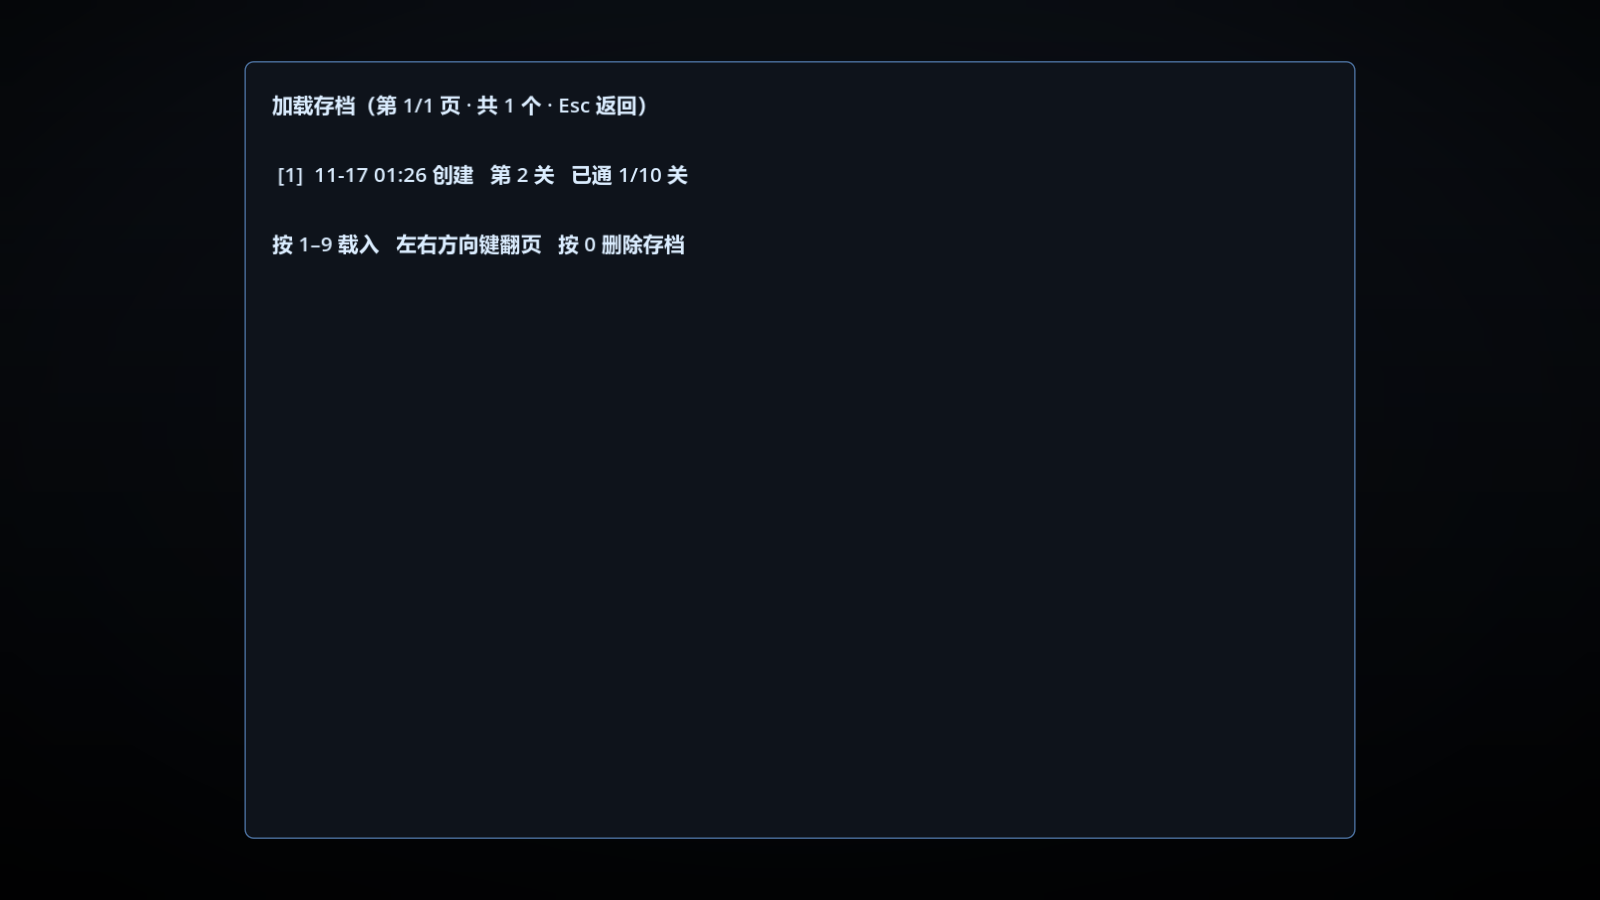 加载存档（第 1/1 页 · 共 1 个 · Esc 返回）
[1] 11-17 01:26 创建 第 2 关 已通 1/10 关
按 1–9 载入 左右方向键翻页 按 0 删除存档